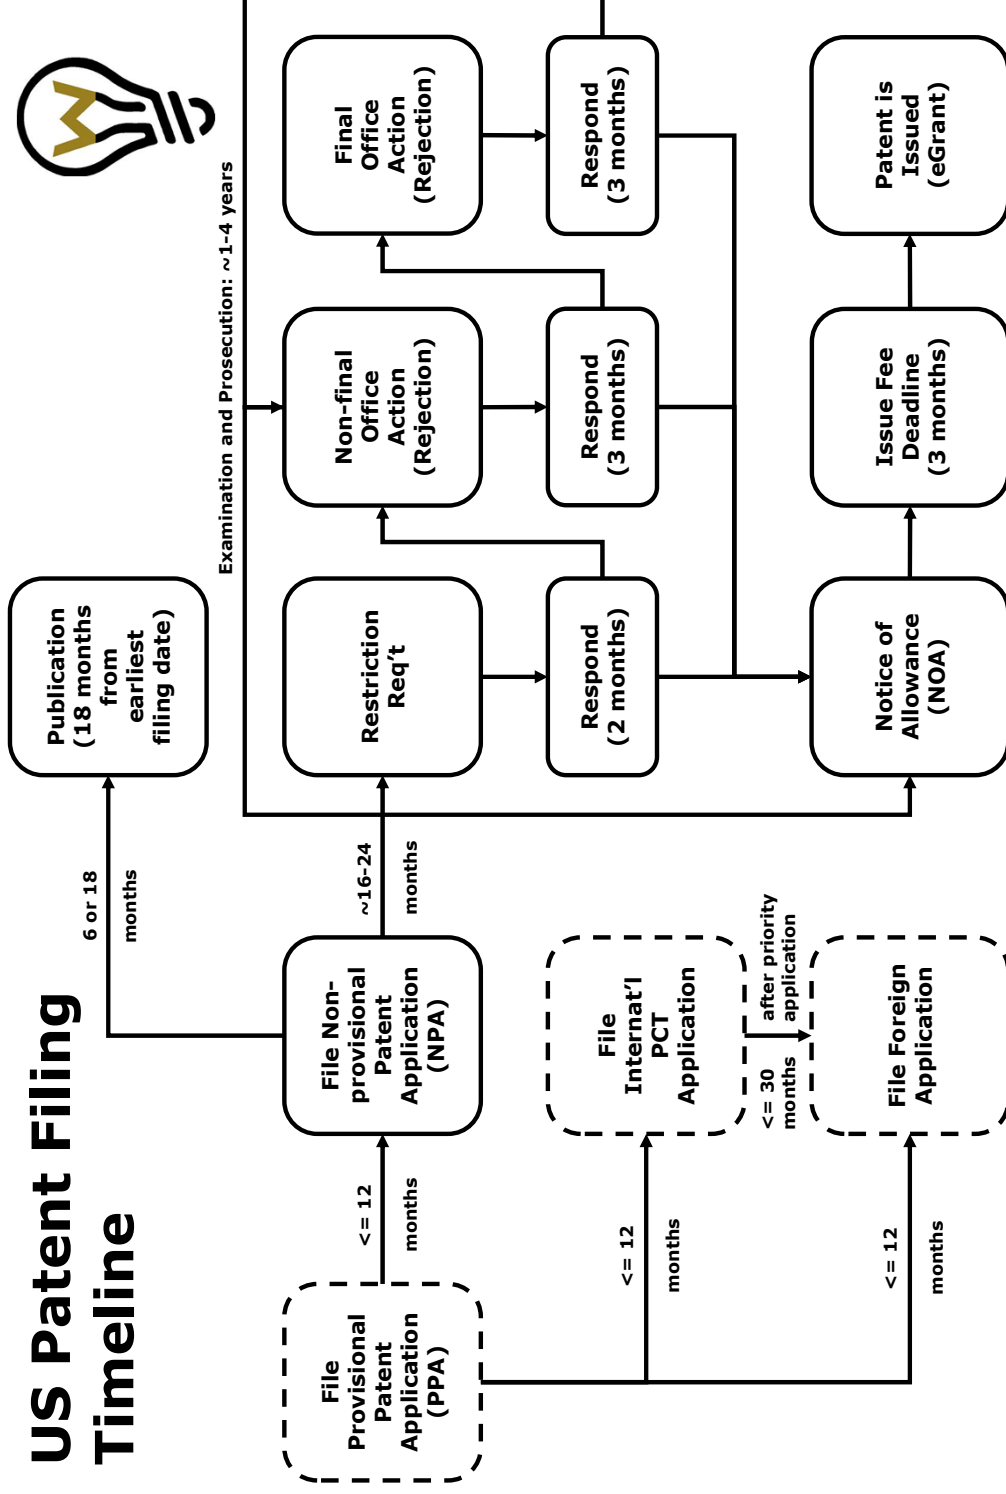 US Patent Filing
Timeline
Publication
(18 months
from
earliest
filing date)
6 or 18
months
Examination and Prosecution: ~1-4 years
File
Provisional
Patent
Application
(PPA)
<= 12
months
File Non-
provisional
Patent
Application
(NPA)
~16-24
months
Restriction
Req't
Non-final
Office
Action
(Rejection)
Final
Office
Action
(Rejection)
<= 12
months
File
Internat'l
PCT
Application
Respond
(2 months)
Respond
(3 months)
Respond
(3 months)
<= 30
months
after priority
application
<= 12
months
File Foreign
Application
Notice of
Allowance
(NOA)
Issue Fee
Deadline
(3 months)
Patent is
Issued
(eGrant)